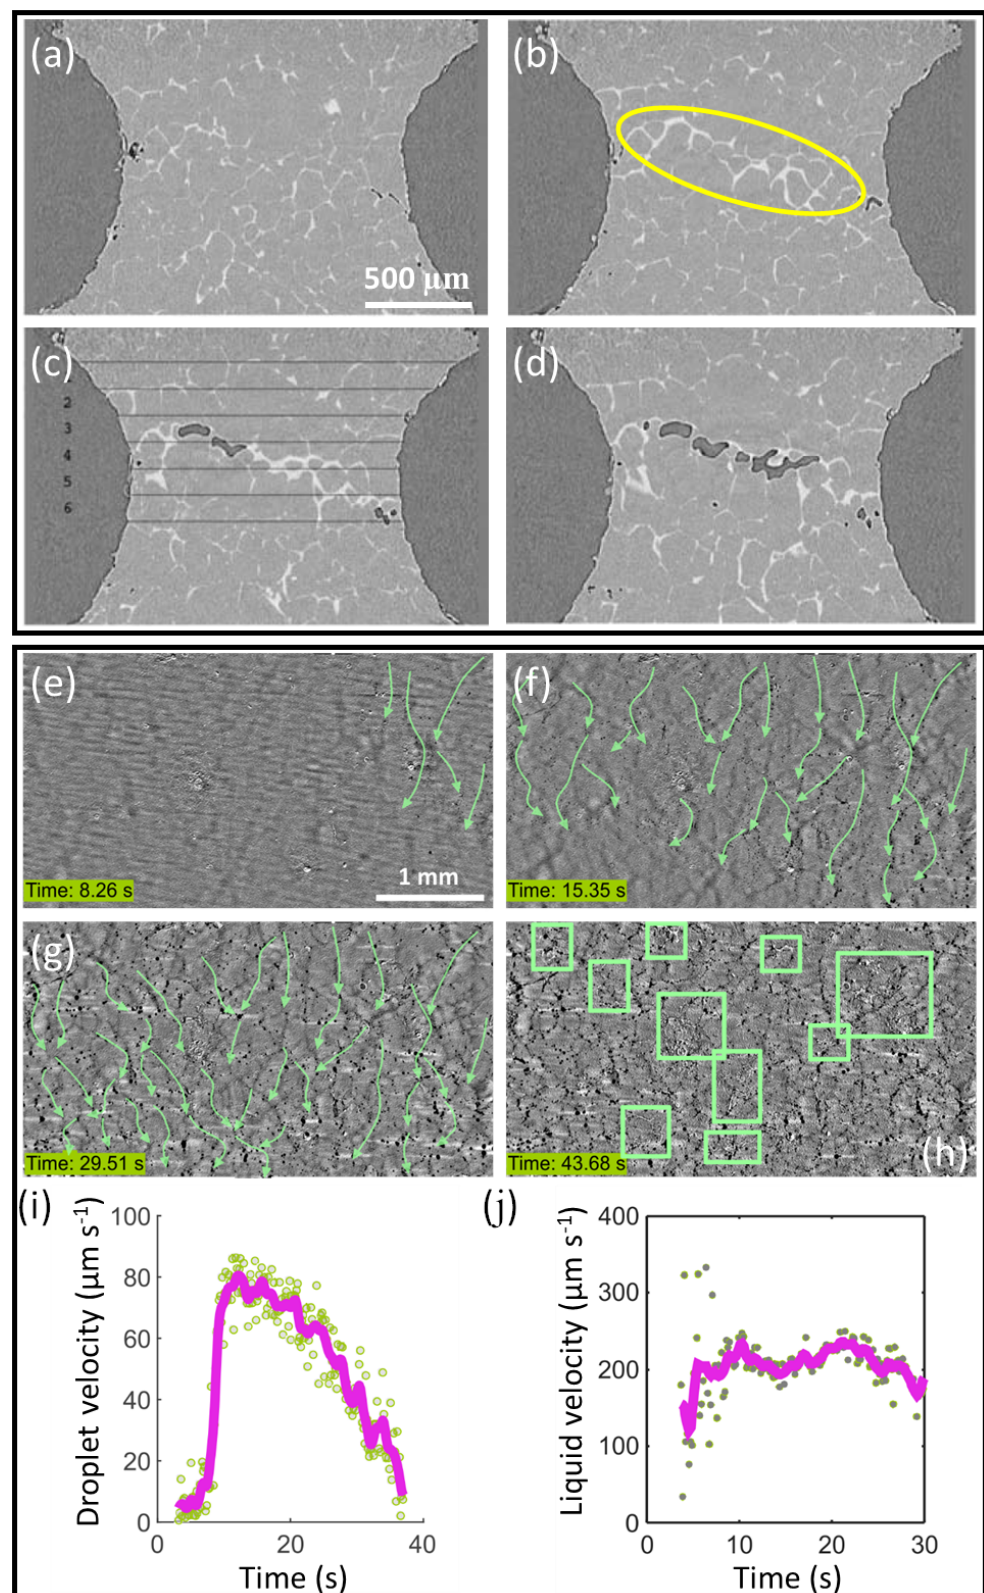 (a)
(b)
500 μm
(c)
2
3
4
5
6
(d)
(e)
Time: 8.26 s
1 mm
(f)
Time: 15.35 s
(g)
Time: 29.51 s
Time: 43.68 s
(h)
(i)
Droplet velocity (μm s⁻¹)
100
80
60
40
20
0
0 20 40
Time (s)
(j)
Liquid velocity (μm s⁻¹)
400
300
200
100
0
0 10 20 30
Time (s)